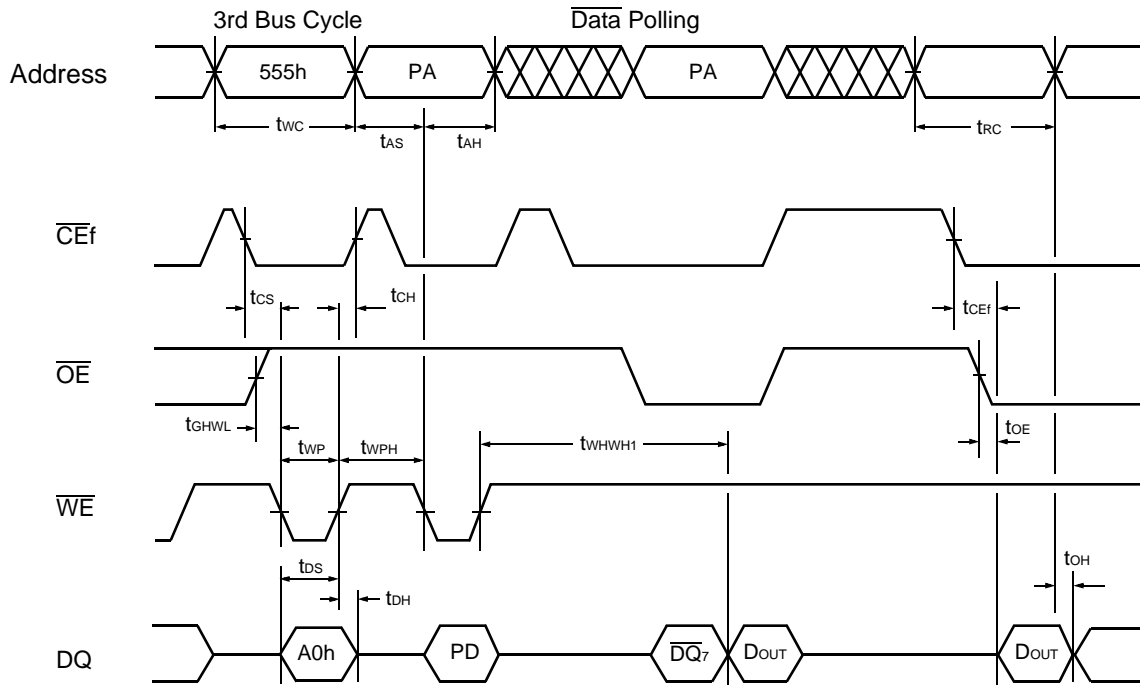 3rd Bus Cycle
Data Polling
Address
555h
PA
PA
tWC
tAS
tAH
tRC
CEf
tCS
tCH
tCEf
OE
tGHWL
tWP
tWPH
tWHWH1
tOE
WE
tDS
tDH
tOH
DQ
A0h
PD
DQ7
DOUT
DOUT